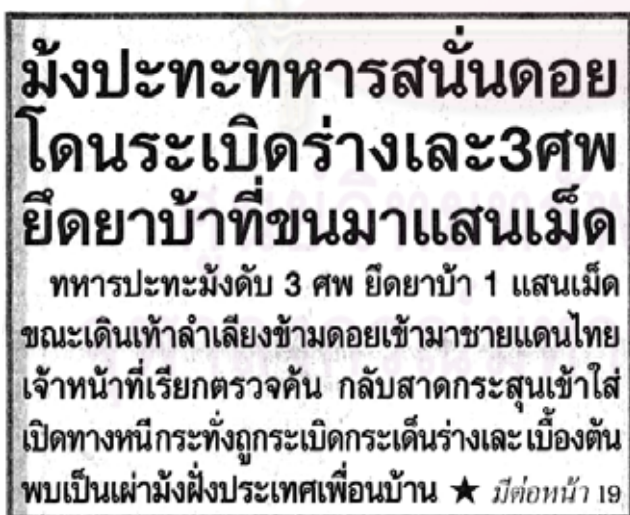 ม้งปะทะทหารสนั่นดอย
โดนระเบิดร่างเละ3ศพ
ยึดยาบ้าที่ขนมาแสนเม็ด
ทหารปะทะม้งดับ 3 ศพ ยึดยาบ้า 1 แสนเม็ด
ขณะเดินเท้าลำเลียงข้ามดอยเข้ามาชายแดนไทย
เจ้าหน้าที่เรียกตรวจค้น กลับสาดกระสุนเข้าใส่
เปิดทางหนีกระทั่งถูกระเบิดกระเด็นร่างเละ เบื้องต้น
พบเป็นเผ่าม้งฝั่งประเทศเพื่อนบ้าน ★ มีต่อหน้า 19